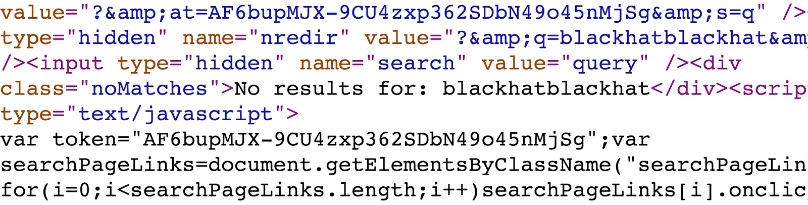 value="?&amp;at=AF6bupMJX-9CU4zxp362SDbN49o45nMjSg&amp;s=q" />
type="hidden" name="nredir" value="?&amp;q=blackhatblackhat&am
/><input type="hidden" name="search" value="query" /><div
class="noMatches">No results for: blackhatblackhat</div><scrip
type="text/javascript">
var token="AF6bupMJX-9CU4zxp362SDbN49o45nMjSg";var
searchPageLinks=document.getElementsByClassName("searchPageLin
for(i=0;i<searchPageLinks.length;i++)searchPageLinks[i].onclic